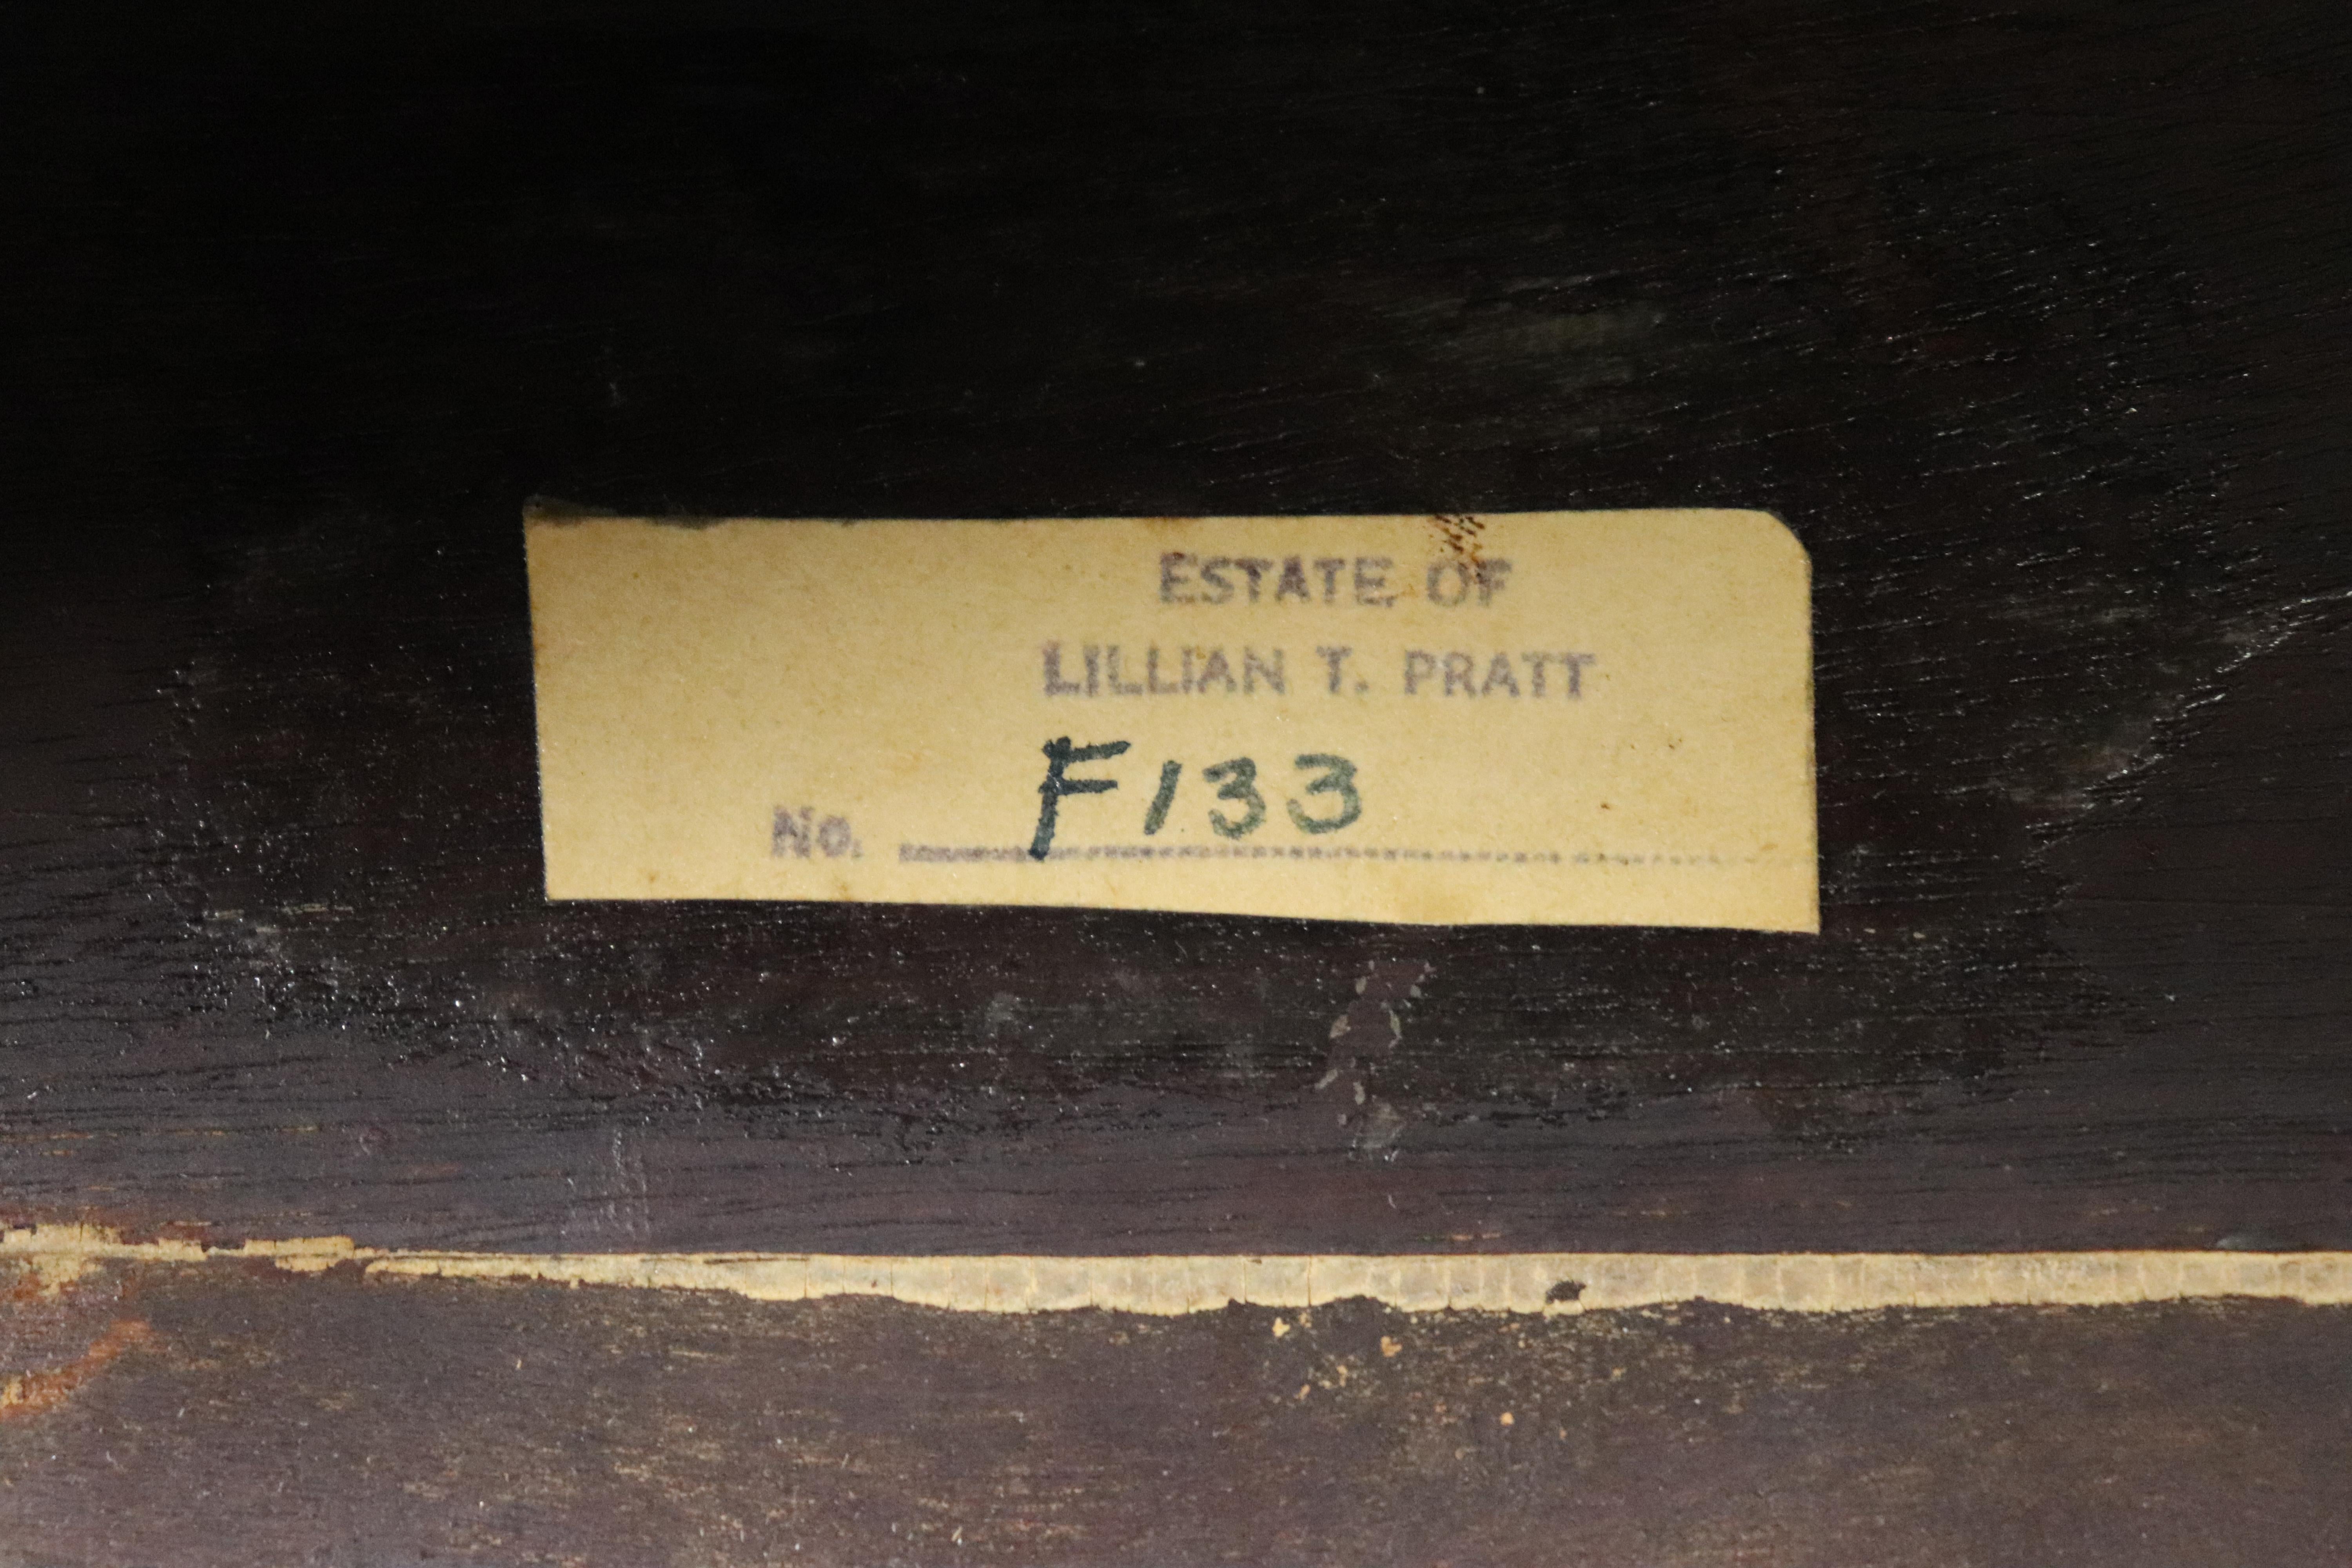 ESTATE OF
LILLIAN T. PRATT
No. F133